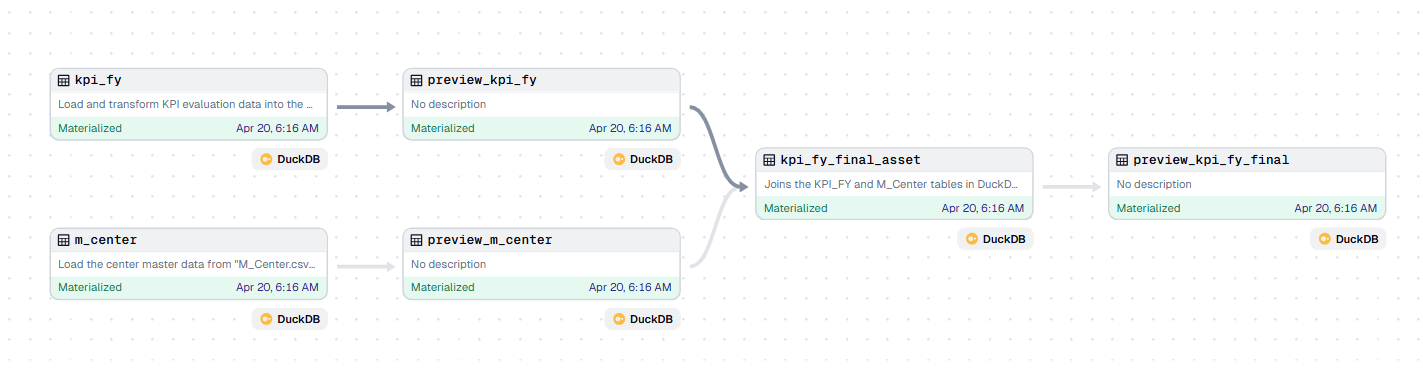 kpi_fy
Load and transform KPI evaluation data into the ...
Materialized Apr 20, 6:16 AM
DuckDB
preview_kpi_fy
No description
Materialized Apr 20, 6:16 AM
DuckDB
m_center
Load the center master data from "M_Center.csv...
Materialized Apr 20, 6:16 AM
DuckDB
preview_m_center
No description
Materialized Apr 20, 6:16 AM
DuckDB
kpi_fy_final_asset
Joins the KPI_FY and M_Center tables in DuckD...
Materialized Apr 20, 6:16 AM
DuckDB
preview_kpi_fy_final
No description
Materialized Apr 20, 6:16 AM
DuckDB